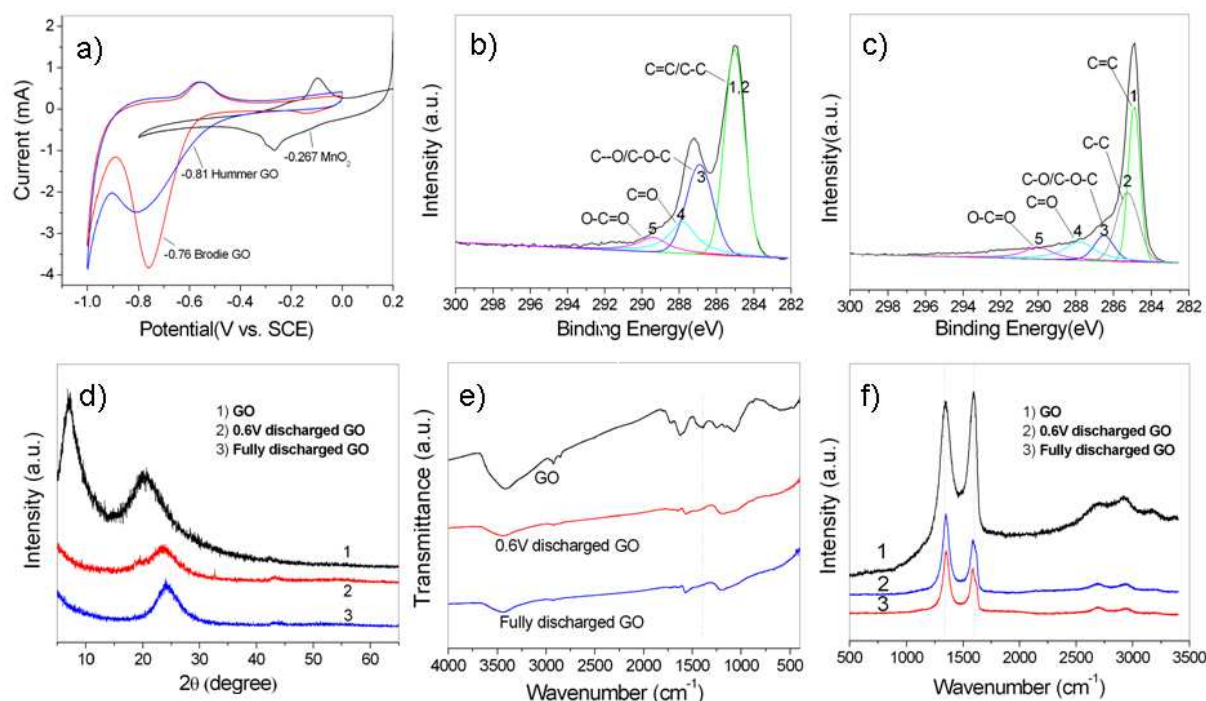 a)
2
1
0
-1
-2
-3
-4
Current (mA)
-0.267 MnO2
-0.81 Hummer GO
-0.76 Brodie GO
-1.0 -0.8 -0.6 -0.4 -0.2 0.0 0.2
Potential(V vs. SCE)
b)
Intensity (a.u.)
C=C/C-C
1,2
C--O/C-O-C
3
C=O
4
O-C=O
5
300 298 296 294 292 290 288 286 284 282
Binding Energy(eV)
c)
Intensity(a.u.)
C=C
1
C-C
2
C-O/C-O-C
3
C=O
4
O-C=O
5
300 298 296 294 292 290 288 286 284 282
Binding Energy(eV)
d)
Intensity (a.u.)
1) GO
2) 0.6V discharged GO
3) Fully discharged GO
1
2
3
10 20 30 40 50 60
2θ (degree)
e)
Transmittance (a.u.)
GO
0.6V discharged GO
Fully discharged GO
4000 3500 3000 2500 2000 1500 1000 500
Wavenumber (cm-1)
f)
Intensity (a.u.)
1) GO
2) 0.6V discharged GO
3) Fully discharged GO
1
2
3
500 1000 1500 2000 2500 3000 3500
Wavenumber (cm-1)